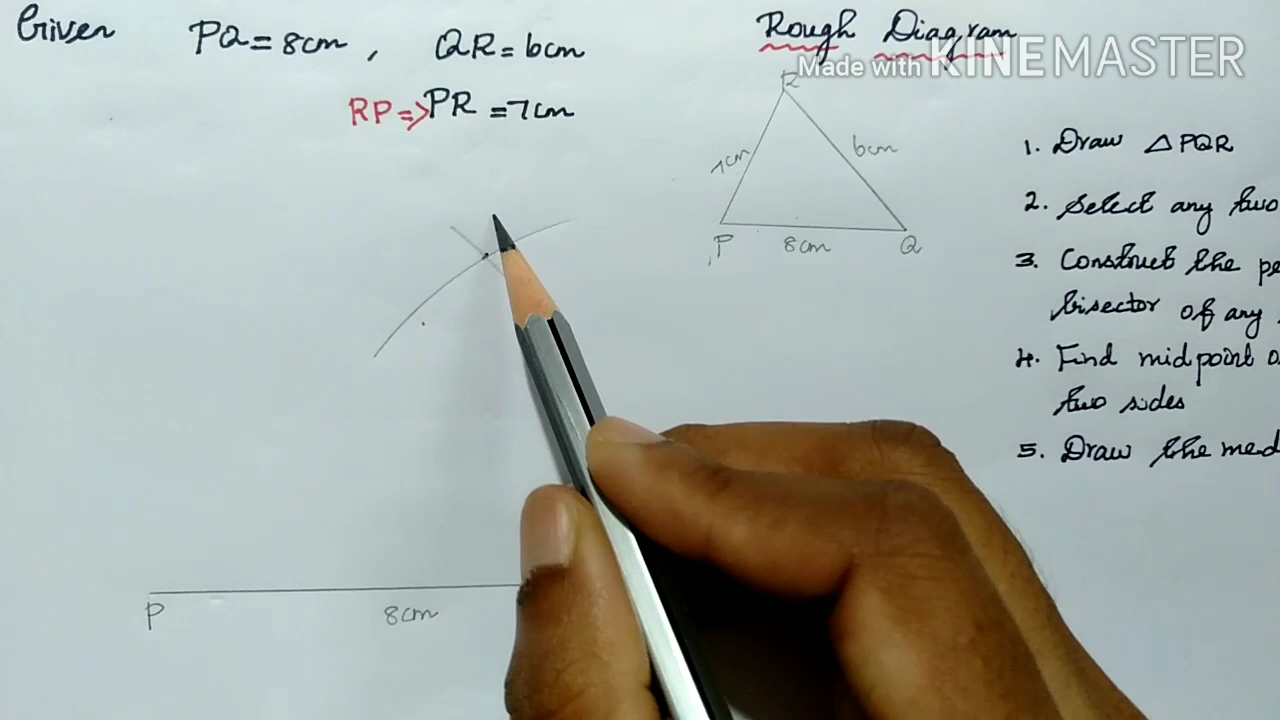 Given PQ = 8cm , QR = 6cm
RP => PR = 7cm
Rough Diagram
Made with KINEMASTER
R
7cm 6cm
P 8cm Q
1. Draw △ PQR
2. Select any two
3. Construct the pe
bisector of any
4. Find midpoint o
two sides
5. Draw the med
P 8cm